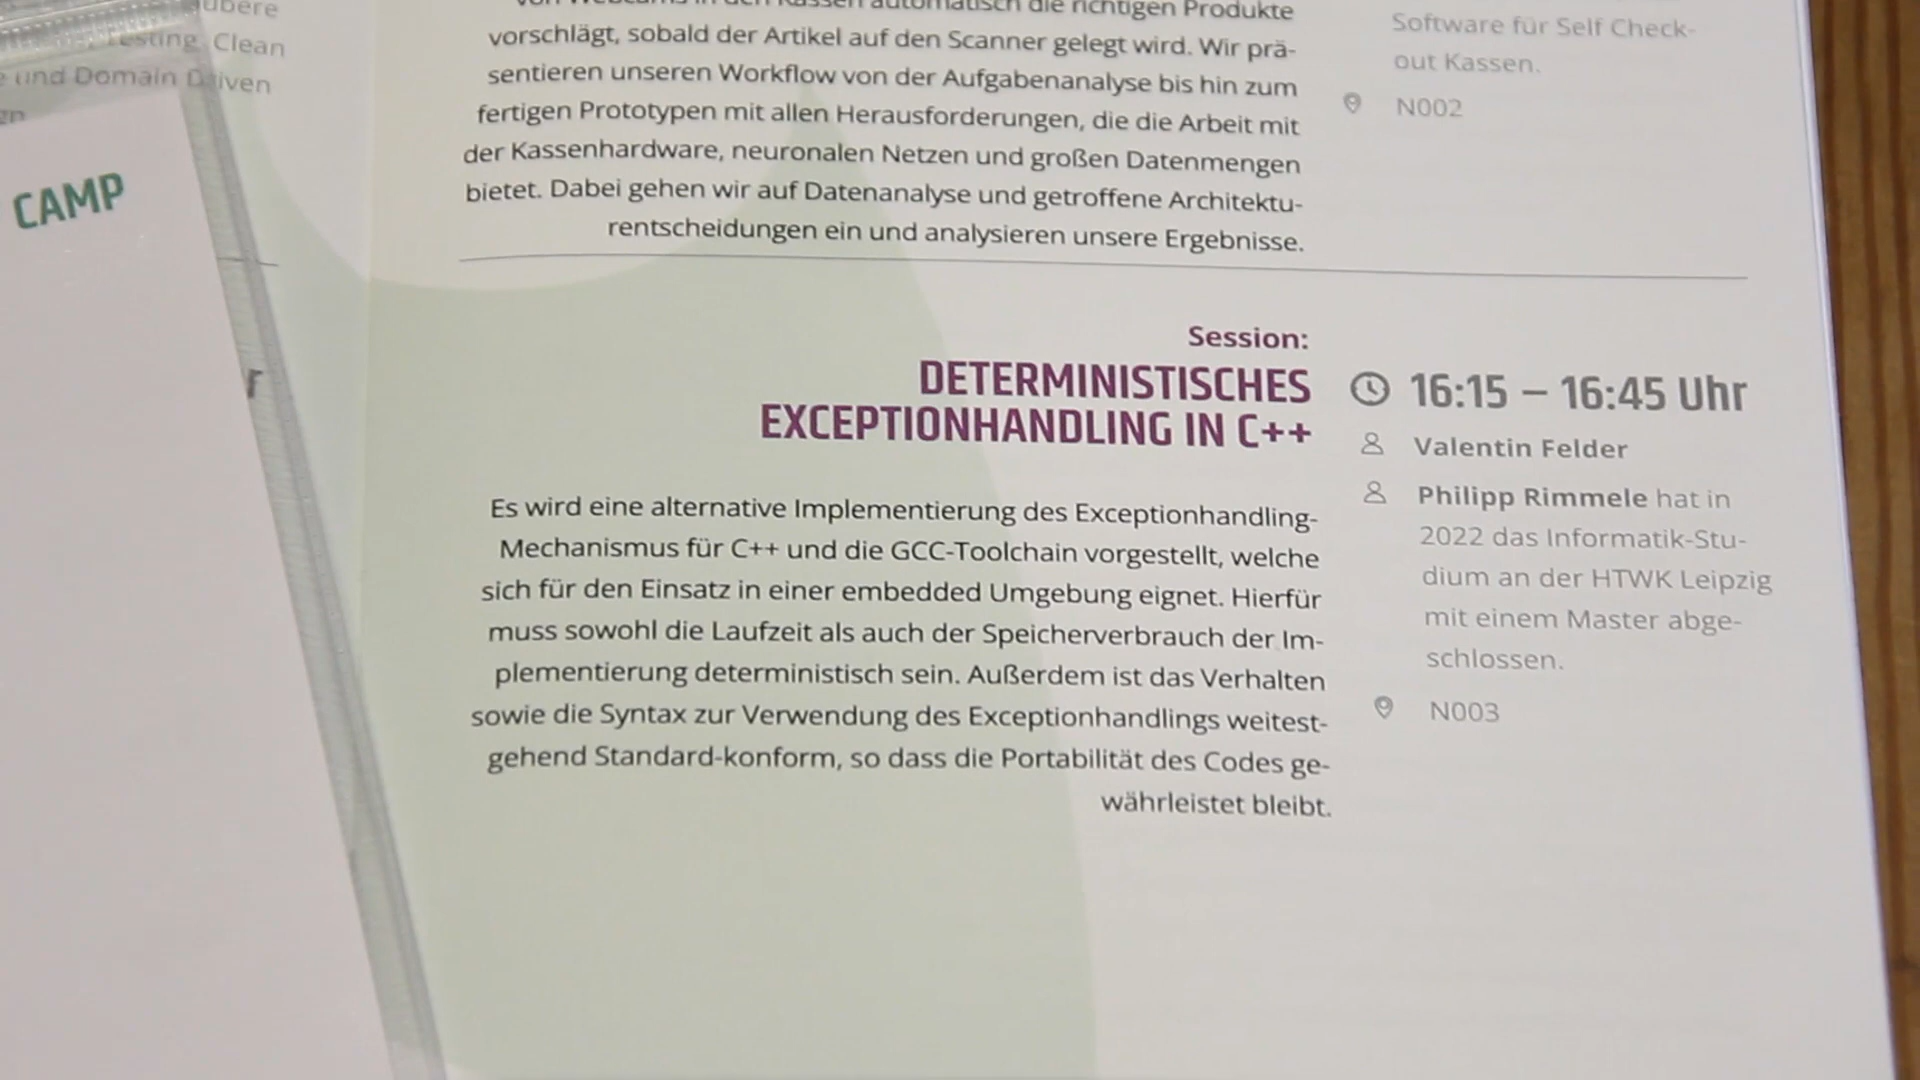 Clean
und Domain Driven
CAMP
automatisch die richtigen Produkte
vorschlägt, sobald der Artikel auf den Scanner gelegt wird. Wir prä-
sentieren unseren Workflow von der Aufgabenanalyse bis hin zum
fertigen Prototypen mit allen Herausforderungen, die die Arbeit mit
der Kassenhardware, neuronalen Netzen und großen Datenmengen
bietet. Dabei gehen wir auf Datenanalyse und getroffene Architektu-
rentscheidungen ein und analysieren unsere Ergebnisse.
Software für Self Check-
out Kassen.
N002
Session:
DETERMINISTISCHES
EXCEPTIONHANDLING IN C++
Es wird eine alternative Implementierung des Exceptionhandling-
Mechanismus für C++ und die GCC-Toolchain vorgestellt, welche
sich für den Einsatz in einer embedded Umgebung eignet. Hierfür
muss sowohl die Laufzeit als auch der Speicherverbrauch der Im-
plementierung deterministisch sein. Außerdem ist das Verhalten
sowie die Syntax zur Verwendung des Exceptionhandlings weitest-
gehend Standard-konform, so dass die Portabilität des Codes ge-
währleistet bleibt.
16:15 – 16:45 Uhr
Valentin Felder
Philipp Rimmele hat in
2022 das Informatik-Stu-
dium an der HTWK Leipzig
mit einem Master abge-
schlossen.
N003